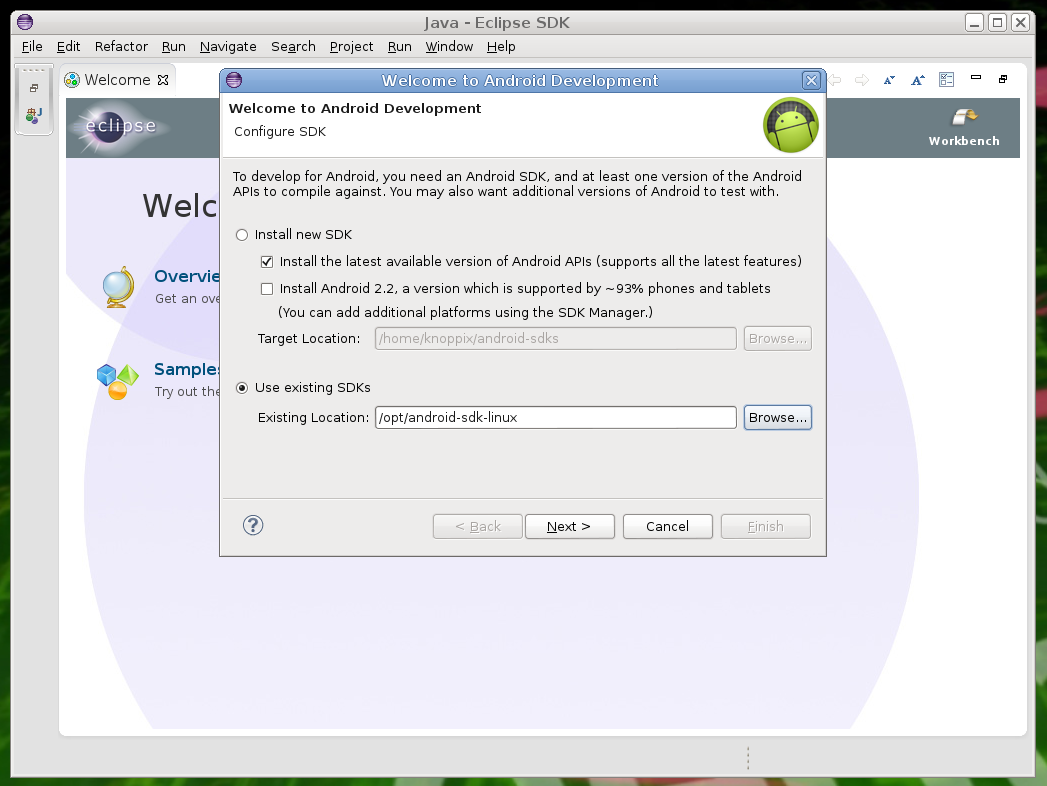 Java - Eclipse SDK
File Edit Refactor Run Navigate Search Project Run Window Help
Welcome
eclipse
Workbench
Welc
Overvie
Get an ove
Samples
Try out the
Welcome to Android Development
Welcome to Android Development
Configure SDK
To develop for Android, you need an Android SDK, and at least one version of the Android
APIs to compile against. You may also want additional versions of Android to test with.
Install new SDK
Install the latest available version of Android APIs (supports all the latest features)
Install Android 2.2, a version which is supported by ~93% phones and tablets
(You can add additional platforms using the SDK Manager.)
Target Location: /home/knoppix/android-sdks Browse...
Use existing SDKs
Existing Location: /opt/android-sdk-linux Browse...
? < Back Next > Cancel Finish